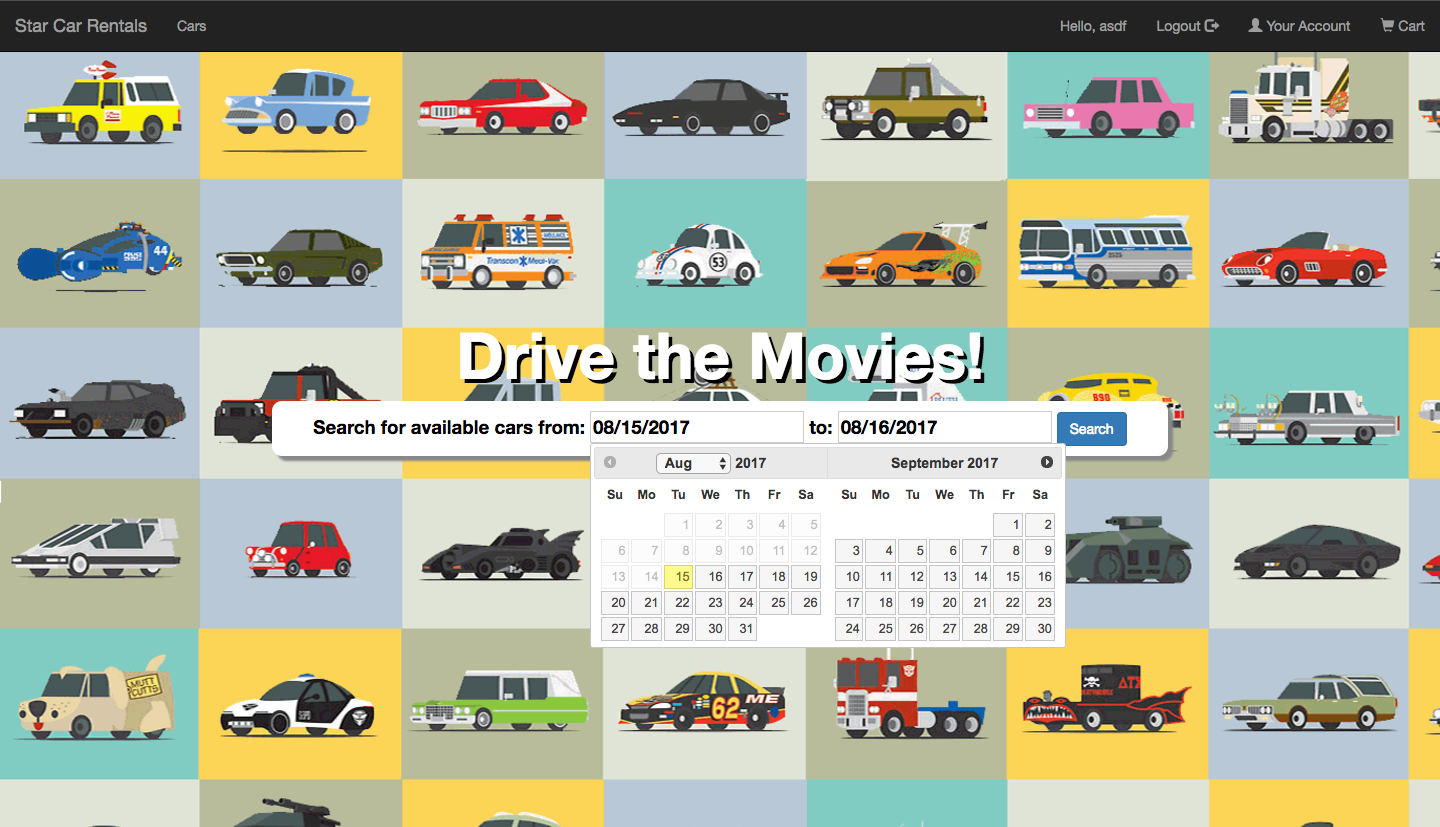 Star Car Rentals Cars Hello, asdf Logout Your Account Cart
44
POLICE
AMBULANCE
Transcon Medi-Vac
53
2525
Drive the Movies!
BSG
Search for available cars from: 08/15/2017 to: 08/16/2017 Search
Aug 2017 September 2017
Su Mo Tu We Th Fr Sa Su Mo Tu We Th Fr Sa
1 2 3 4 5 1 2
6 7 8 9 10 11 12 3 4 5 6 7 8 9
13 14 15 16 17 18 19 10 11 12 13 14 15 16
20 21 22 23 24 25 26 17 18 19 20 21 22 23
27 28 29 30 31 24 25 26 27 28 29 30
MUTT
CUTTS
62 ME